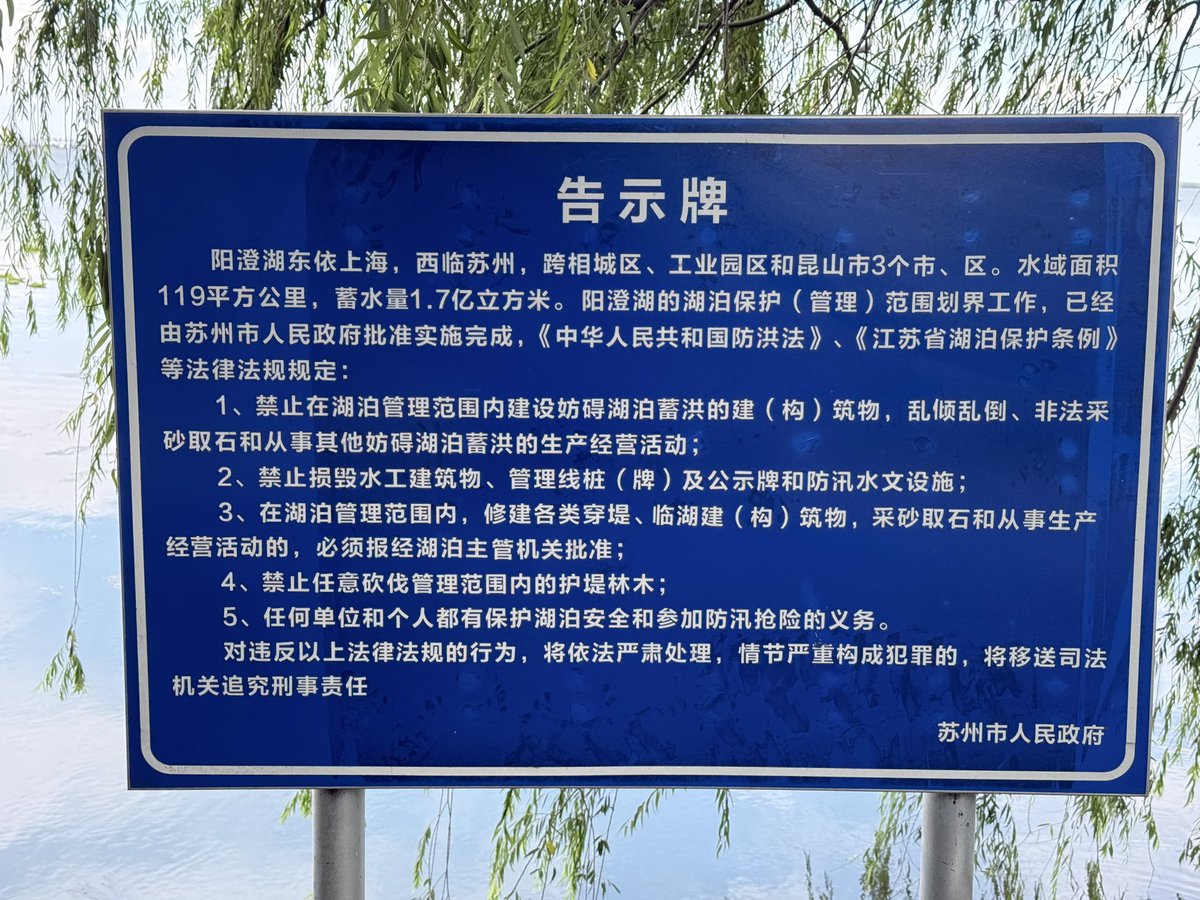 告示牌
阳澄湖东依上海，西临苏州，跨相城区、工业园区和昆山市3个市、区。水域面积
119平方公里，蓄水量1.7亿立方米。阳澄湖的湖泊保护（管理）范围划界工作，已经
由苏州市人民政府批准实施完成，《中华人民共和国防洪法》、《江苏省湖泊保护条例》
等法律法规规定：
1、禁止在湖泊管理范围内建设妨碍湖泊蓄洪的建（构）筑物，乱倾乱倒、非法采
砂取石和从事其他妨碍湖泊蓄洪的生产经营活动；
2、禁止损毁水工建筑物、管理线桩（牌）及公示牌和防汛水文设施；
3、在湖泊管理范围内，修建各类穿堤、临湖建（构）筑物，采砂取石和从事生产
经营活动的，必须报经湖泊主管机关批准；
4、禁止任意砍伐管理范围内的护堤林木；
5、任何单位和个人都有保护湖泊安全和参加防汛抢险的义务。
对违反以上法律法规的行为，将依法严肃处理，情节严重构成犯罪的，将移送司法
机关追究刑事责任
苏州市人民政府